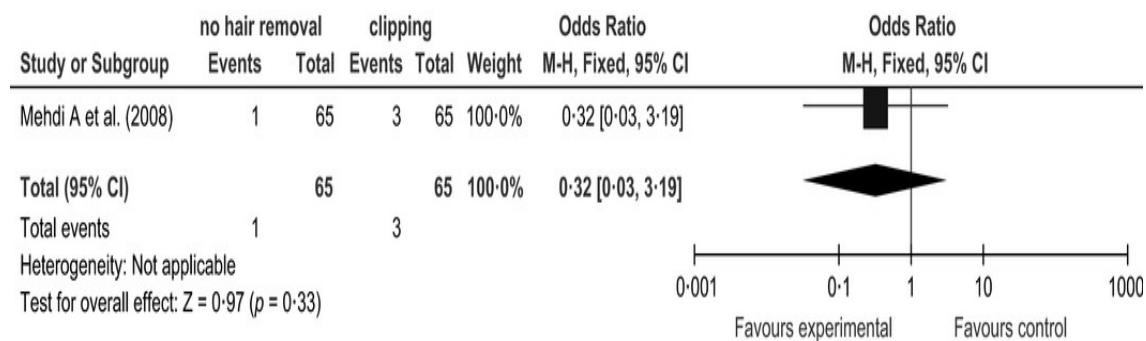 no hair removal clipping Odds Ratio Odds Ratio
Study or Subgroup Events Total Events Total Weight M-H, Fixed, 95% CI M-H, Fixed, 95% CI
Mehdi A et al. (2008) 1 65 3 65 100·0% 0·32 [0·03, 3·19]
Total (95% CI) 65 65 100·0% 0·32 [0·03, 3·19]
Total events 1 3
Heterogeneity: Not applicable
Test for overall effect: Z = 0·97 (p = 0·33)
0·001 0·1 1 10 1000
Favours experimental Favours control